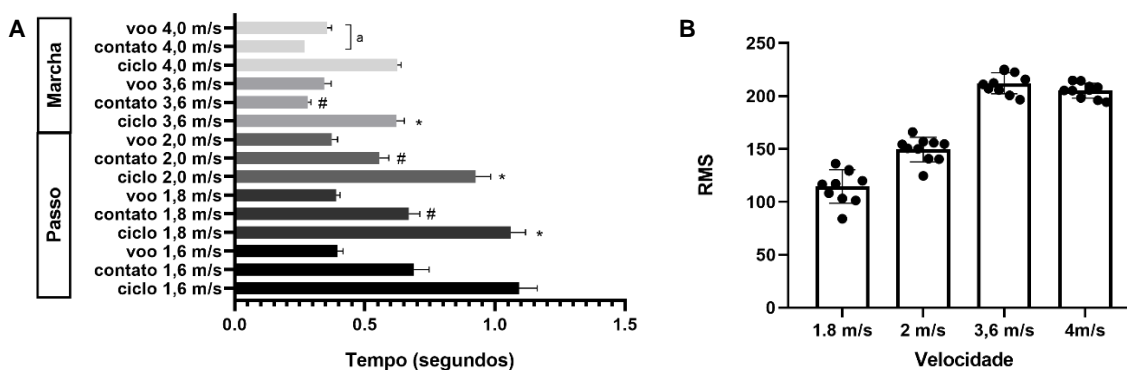 A
Marcha
Passo
voo 4,0 m/s
contato 4,0 m/s
ciclo 4,0 m/s
voo 3,6 m/s
contato 3,6 m/s
ciclo 3,6 m/s
voo 2,0 m/s
contato 2,0 m/s
ciclo 2,0 m/s
voo 1,8 m/s
contato 1,8 m/s
ciclo 1,8 m/s
voo 1,6 m/s
contato 1,6 m/s
ciclo 1,6 m/s
a
#
*
#
*
#
*
0.0 0.5 1.0 1.5
Tempo (segundos)
B
RMS
250
200
150
100
50
0
1.8 m/s 2 m/s 3,6 m/s 4m/s
Velocidade